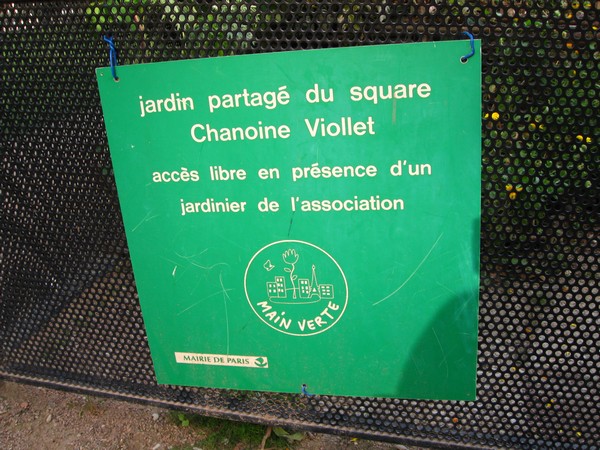 jardin partagé du square
Chanoine Viollet
accès libre en présence d'un
jardinier de l'association
MAIN VERTE
MAIRIE DE PARIS